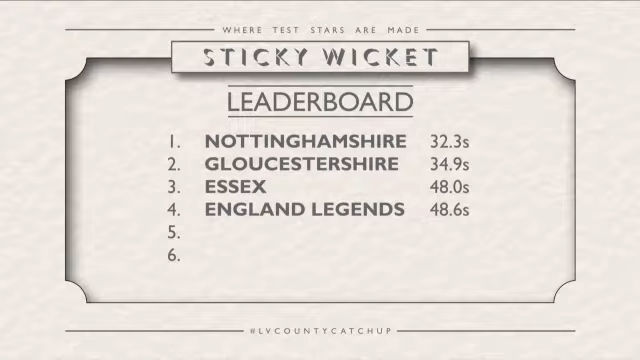 WHERE TEST STARS ARE MADE
STICKY WICKET
LEADERBOARD
1. NOTTINGHAMSHIRE 32.3s
2. GLOUCESTERSHIRE 34.9s
3. ESSEX 48.0s
4. ENGLAND LEGENDS 48.6s
5.
6.
#LVCOUNTYCATCHUP